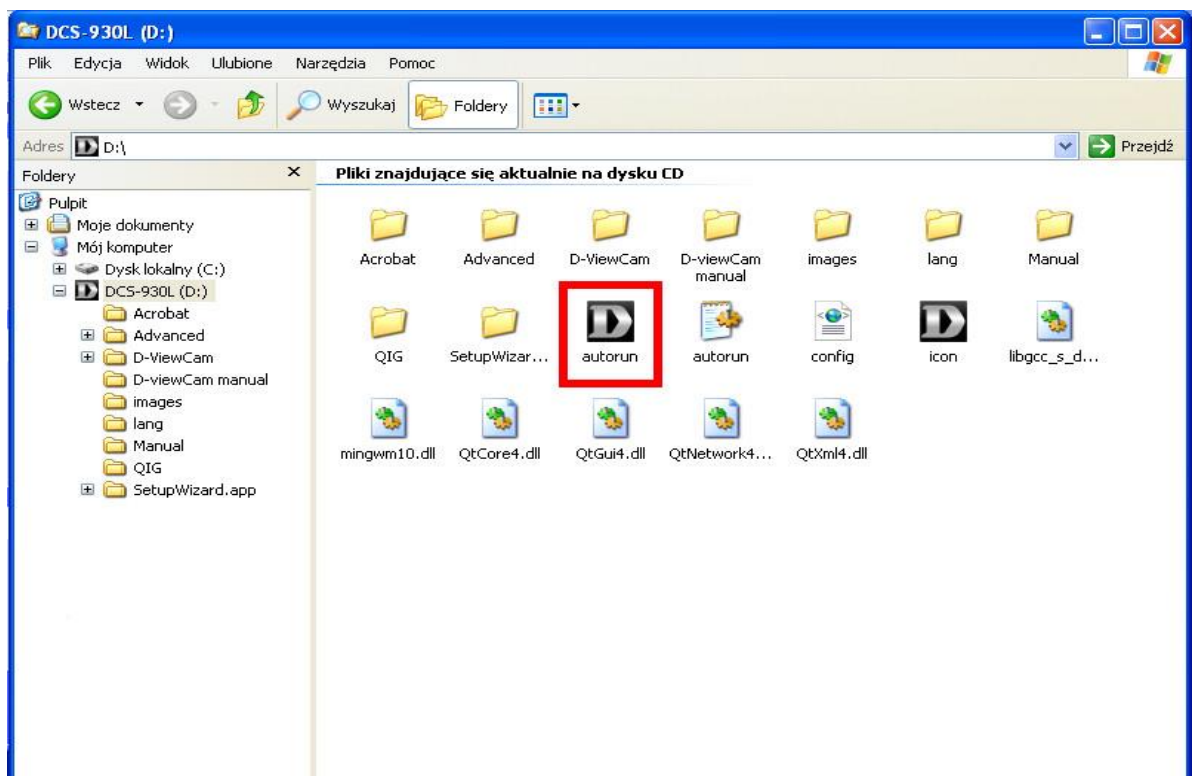 DCS-930L (D:)
Plik Edycja Widok Ulubione Narzędzia Pomoc
Wstecz Wyszukaj Foldery
Adres D:\ Przejdź
Foldery
Pulpit
Moje dokumenty
Mój komputer
Dysk lokalny (C:)
DCS-930L (D:)
Acrobat
Advanced
D-ViewCam
D-viewCam manual
images
lang
Manual
QIG
SetupWizard.app
Pliki znajdujące się aktualnie na dysku CD
Acrobat Advanced D-ViewCam D-viewCam manual images lang Manual
QIG SetupWizar... autorun autorun config icon libgcc_s_d...
mingwm10.dll QtCore4.dll QtGui4.dll QtNetwork4... QtXml4.dll